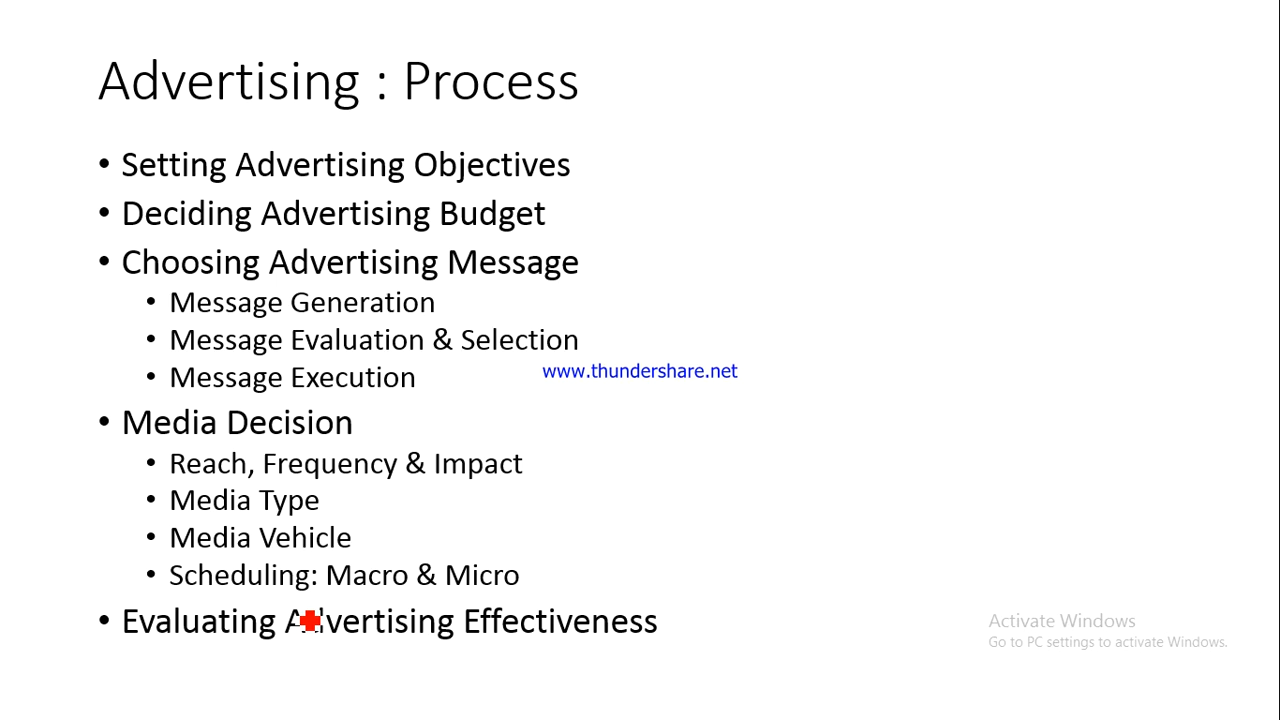 Advertising : Process
• Setting Advertising Objectives
• Deciding Advertising Budget
• Choosing Advertising Message
• Message Generation
• Message Evaluation & Selection
• Message Execution
www.thundershare.net
• Media Decision
• Reach, Frequency & Impact
• Media Type
• Media Vehicle
• Scheduling: Macro & Micro
• Evaluating Advertising Effectiveness
Activate Windows
Go to PC settings to activate Windows.